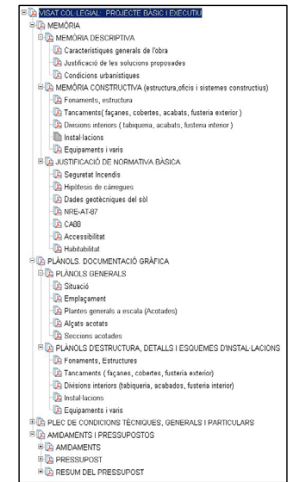 VISAT COL·LEGIAL: PROJECTE BÀSIC I EXECUTIU
MEMÒRIA
MEMÒRIA DESCRIPTIVA
Característiques generals de l'obra
Justificació de les solucions proposades
Condicions urbanístiques
MEMÒRIA CONSTRUCTIVA (estructura,oficis i sistemes constructius)
Fonaments, estructura
Tancaments( façanes, cobertes, acabats, fusteria exterior )
Divisions interiors ( tabiqueria, acabats, fusteria interior )
Instal·lacions
Equipaments i varis
JUSTIFICACIÓ DE NORMATIVA BÀSICA
Seguretat Incendis
Hipòtesis de càrregues
Dades geotècniques del sòl
NRE-AT-87
CA88
Accessibilitat
Habitabilitat
PLÀNOLS. DOCUMENTACIÓ GRÀFICA
PLÀNOLS GENERALS
Situació
Emplaçament
Plantes generals a escala (Acotades)
Alçats acotats
Seccions acotades
PLÀNOLS D'ESTRUCTURA, DETALLS I ESQUEMES D'INSTAL·LACIONS
Fonaments, Estructures
Tancaments ( façanes, cobertes, fusteria exterior)
Divisions interiors (tabiqueria, acabados, fusteria interior)
Instal·lacions
Equipaments i varis
PLEC DE CONDICIONS TÈCNIQUES, GENERALS I PARTICULARS
AMIDAMENTS I PRESSUPOSTOS
AMIDAMENTS
PRESSUPOST
RESUM DEL PRESSUPOST